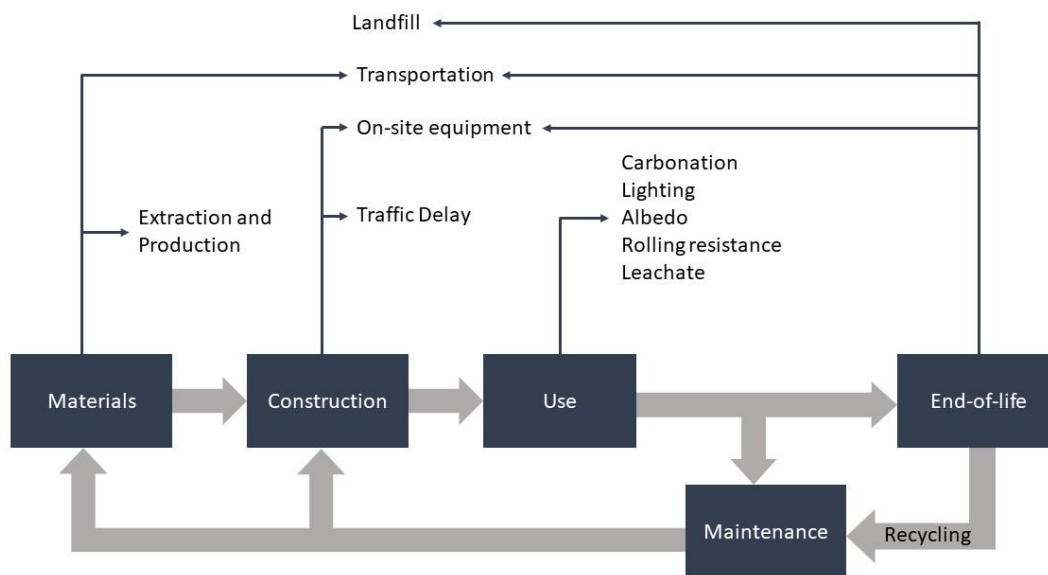 Landfill
Transportation
On-site equipment
Carbonation
Lighting
Albedo
Rolling resistance
Leachate
Extraction and
Production
Traffic Delay
Materials
Construction
Use
End-of-life
Maintenance
Recycling